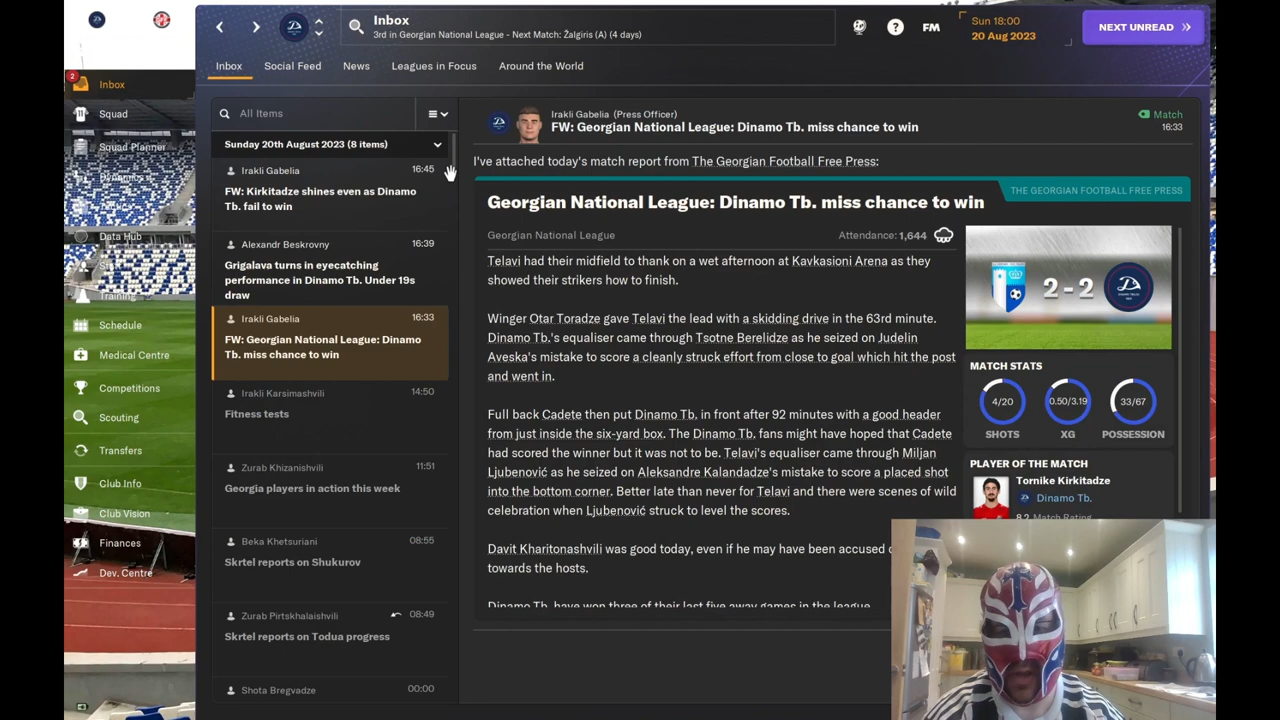 Inbox
3rd in Georgian National League - Next Match: Žalgiris (A) (4 days)
FM
Sun 18:00
20 Aug 2023
NEXT UNREAD
Inbox
Social Feed
News
Leagues in Focus
Around the World
2
Inbox
Squad
Squad Planner
Data Hub
Training
Schedule
Medical Centre
Competitions
Scouting
Transfers
Club Info
Club Vision
Finances
Dev. Centre
All Items
Sunday 20th August 2023 (8 items)
Irakli Gabelia 16:45
FW: Kirkitadze shines even as Dinamo
Tb. fail to win
Alexandr Beskrovny 16:39
Grigalava turns in eyecatching
performance in Dinamo Tb. Under 19s
draw
Irakli Gabelia 16:33
FW: Georgian National League: Dinamo
Tb. miss chance to win
Irakli Karsimashvili 14:50
Fitness tests
Zurab Khizanishvili 11:51
Georgia players in action this week
Beka Khetsuriani 08:55
Skrtel reports on Shukurov
Zurab Pirtskhalaishvili 08:49
Skrtel reports on Todua progress
Shota Bregvadze 00:00
Irakli Gabelia (Press Officer)
FW: Georgian National League: Dinamo Tb. miss chance to win
Match
16:33
I've attached today's match report from The Georgian Football Free Press:
THE GEORGIAN FOOTBALL FREE PRESS
Georgian National League: Dinamo Tb. miss chance to win
Georgian National League
Attendance: 1,644
Telavi had their midfield to thank on a wet afternoon at Kavkasioni Arena as they
showed their strikers how to finish.
Winger Otar Toradze gave Telavi the lead with a skidding drive in the 63rd minute.
Dinamo Tb.'s equaliser came through Tsotne Berelidze as he seized on Judelin
Aveska's mistake to score a cleanly struck effort from close to goal which hit the post
and went in.
Full back Cadete then put Dinamo Tb. in front after 92 minutes with a good header
from just inside the six-yard box. The Dinamo Tb. fans might have hoped that Cadete
had scored the winner but it was not to be. Telavi's equaliser came through Miljan
Ljubenović as he seized on Aleksandre Kalandadze's mistake to score a placed shot
into the bottom corner. Better late than never for Telavi and there were scenes of wild
celebration when Ljubenović struck to level the scores.
Davit Kharitonashvili was good today, even if he may have been accused
towards the hosts.
Dinamo Tb. have won three of their last five away games in the league.
2 - 2
MATCH STATS
4/20
0.50/3.19
33/67
SHOTS
XG
POSSESSION
PLAYER OF THE MATCH
Tornike Kirkitadze
Dinamo Tb.
8.2 Match Rating